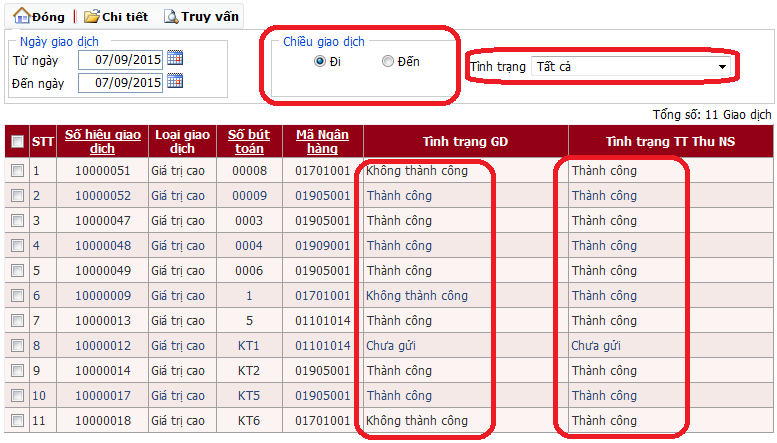 Đóng | Chi tiết Truy vấn
Ngày giao dịch
Từ ngày 07/09/2015
Đến ngày 07/09/2015
Chiều giao dịch
Đi Đến
Tình trạng Tất cả
Tổng số: 11 Giao dịch
STT Số hiệu giao dịch Loại giao dịch Số bút toán Mã Ngân hàng Tình trạng GD Tình trạng TT Thu NS
1 10000051 Giá trị cao 00008 01701001 Không thành công Thành công
2 10000052 Giá trị cao 00009 01905001 Thành công Thành công
3 10000047 Giá trị cao 0003 01905001 Thành công Thành công
4 10000048 Giá trị cao 0004 01909001 Thành công Thành công
5 10000049 Giá trị cao 0006 01905001 Thành công Thành công
6 10000009 Giá trị cao 1 01701001 Không thành công Thành công
7 10000013 Giá trị cao 5 01101014 Thành công Thành công
8 10000012 Giá trị cao KT1 01101014 Chưa gửi Chưa gửi
9 10000014 Giá trị cao KT2 01905001 Thành công Thành công
10 10000017 Giá trị cao KT5 01905001 Thành công Thành công
11 10000018 Giá trị cao KT6 01701001 Không thành công Thành công